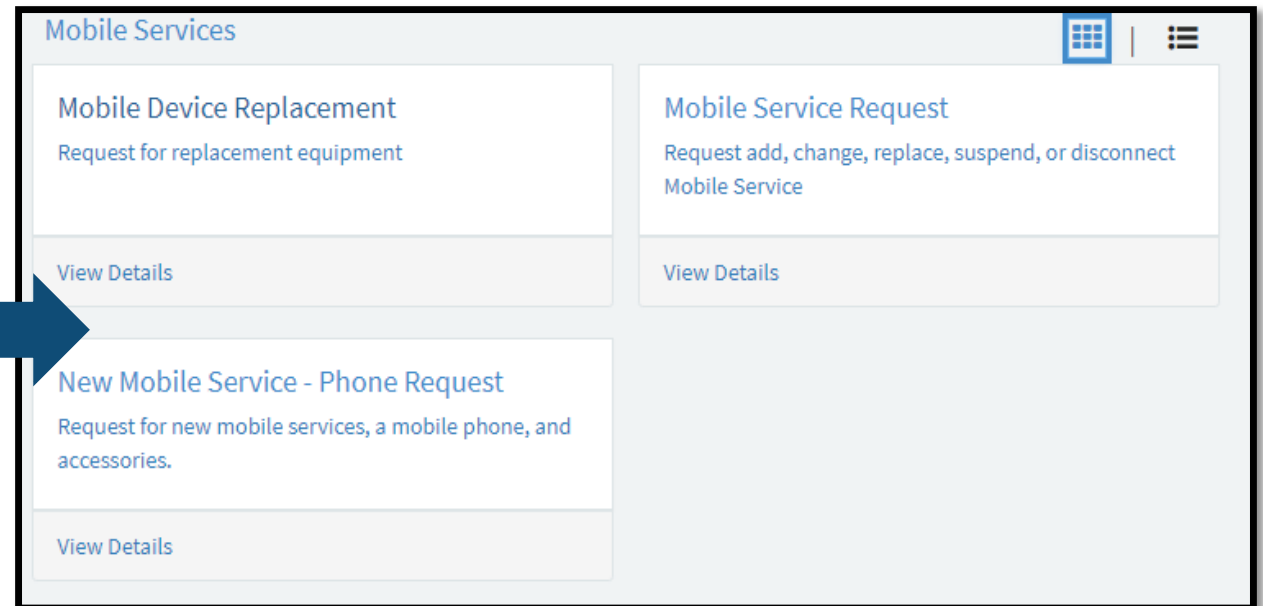 Mobile Services
Mobile Device Replacement
Request for replacement equipment
View Details
Mobile Service Request
Request add, change, replace, suspend, or disconnect
Mobile Service
View Details
New Mobile Service - Phone Request
Request for new mobile services, a mobile phone, and
accessories.
View Details